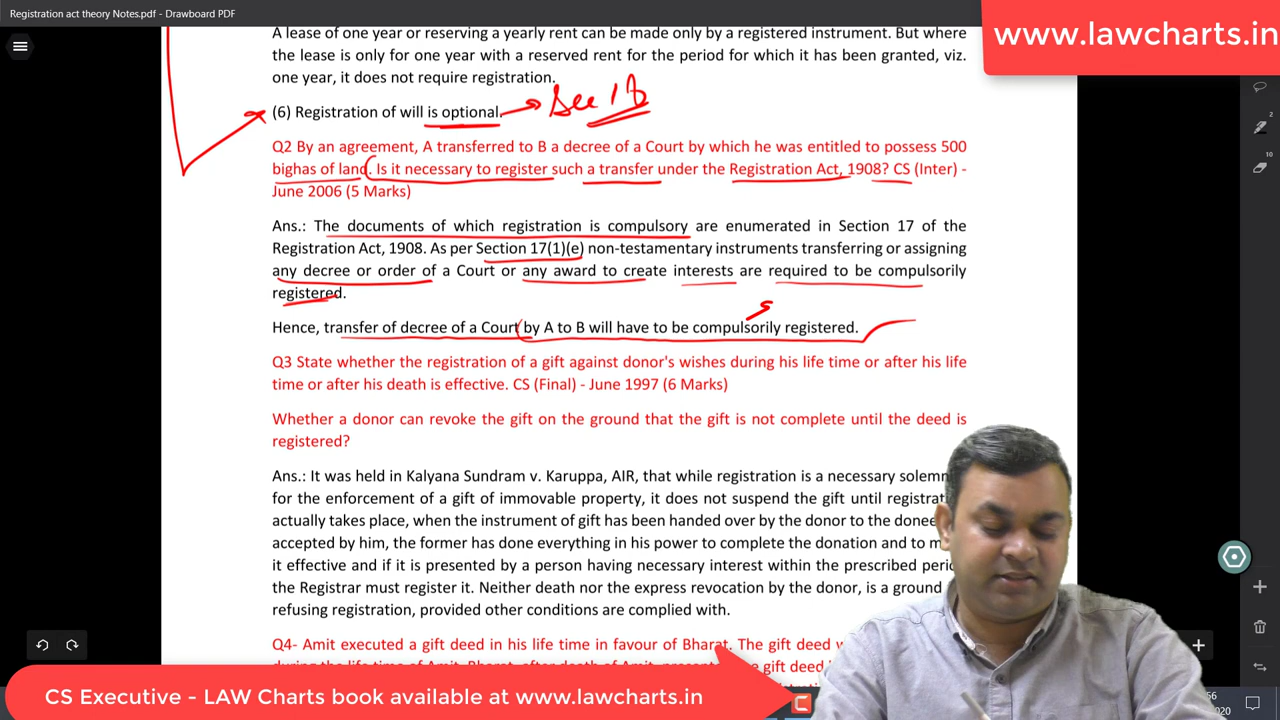 Registration act theory Notes.pdf - Drawboard PDF
www.lawcharts.in
A lease of one year or reserving a yearly rent can be made only by a registered instrument. But where
the lease is only for one year with a reserved rent for the period for which it has been granted, viz.
one year, it does not require registration.
(6) Registration of will is optional.
See 18
Q2 By an agreement, A transferred to B a decree of a Court by which he was entitled to possess 500
bighas of land. Is it necessary to register such a transfer under the Registration Act, 1908? CS (Inter) -
June 2006 (5 Marks)
Ans.: The documents of which registration is compulsory are enumerated in Section 17 of the
Registration Act, 1908. As per Section 17(1)(e) non-testamentary instruments transferring or assigning
any decree or order of a Court or any award to create interests are required to be compulsorily
registered.
Hence, transfer of decree of a Court by A to B will have to be compulsorily registered.
Q3 State whether the registration of a gift against donor's wishes during his life time or after his life
time or after his death is effective. CS (Final) - June 1997 (6 Marks)
Whether a donor can revoke the gift on the ground that the gift is not complete until the deed is
registered?
Ans.: It was held in Kalyana Sundram v. Karuppa, AIR, that while registration is a necessary
for the enforcement of a gift of immovable property, it does not suspend the gift until
actually takes place, when the instrument of gift has been handed over by the donor to the
accepted by him, the former has done everything in his power to complete the donation and to
it effective and if it is presented by a person having necessary interest within the prescribed
the Registrar must register it. Neither death nor the express revocation by the donor, is a ground
refusing registration, provided other conditions are complied with.
Q4- Amit executed a gift deed in his life time in favour of Bharat. The gift deed
gift deed
CS Executive - LAW Charts book available at www.lawcharts.in
56
2020
2
10